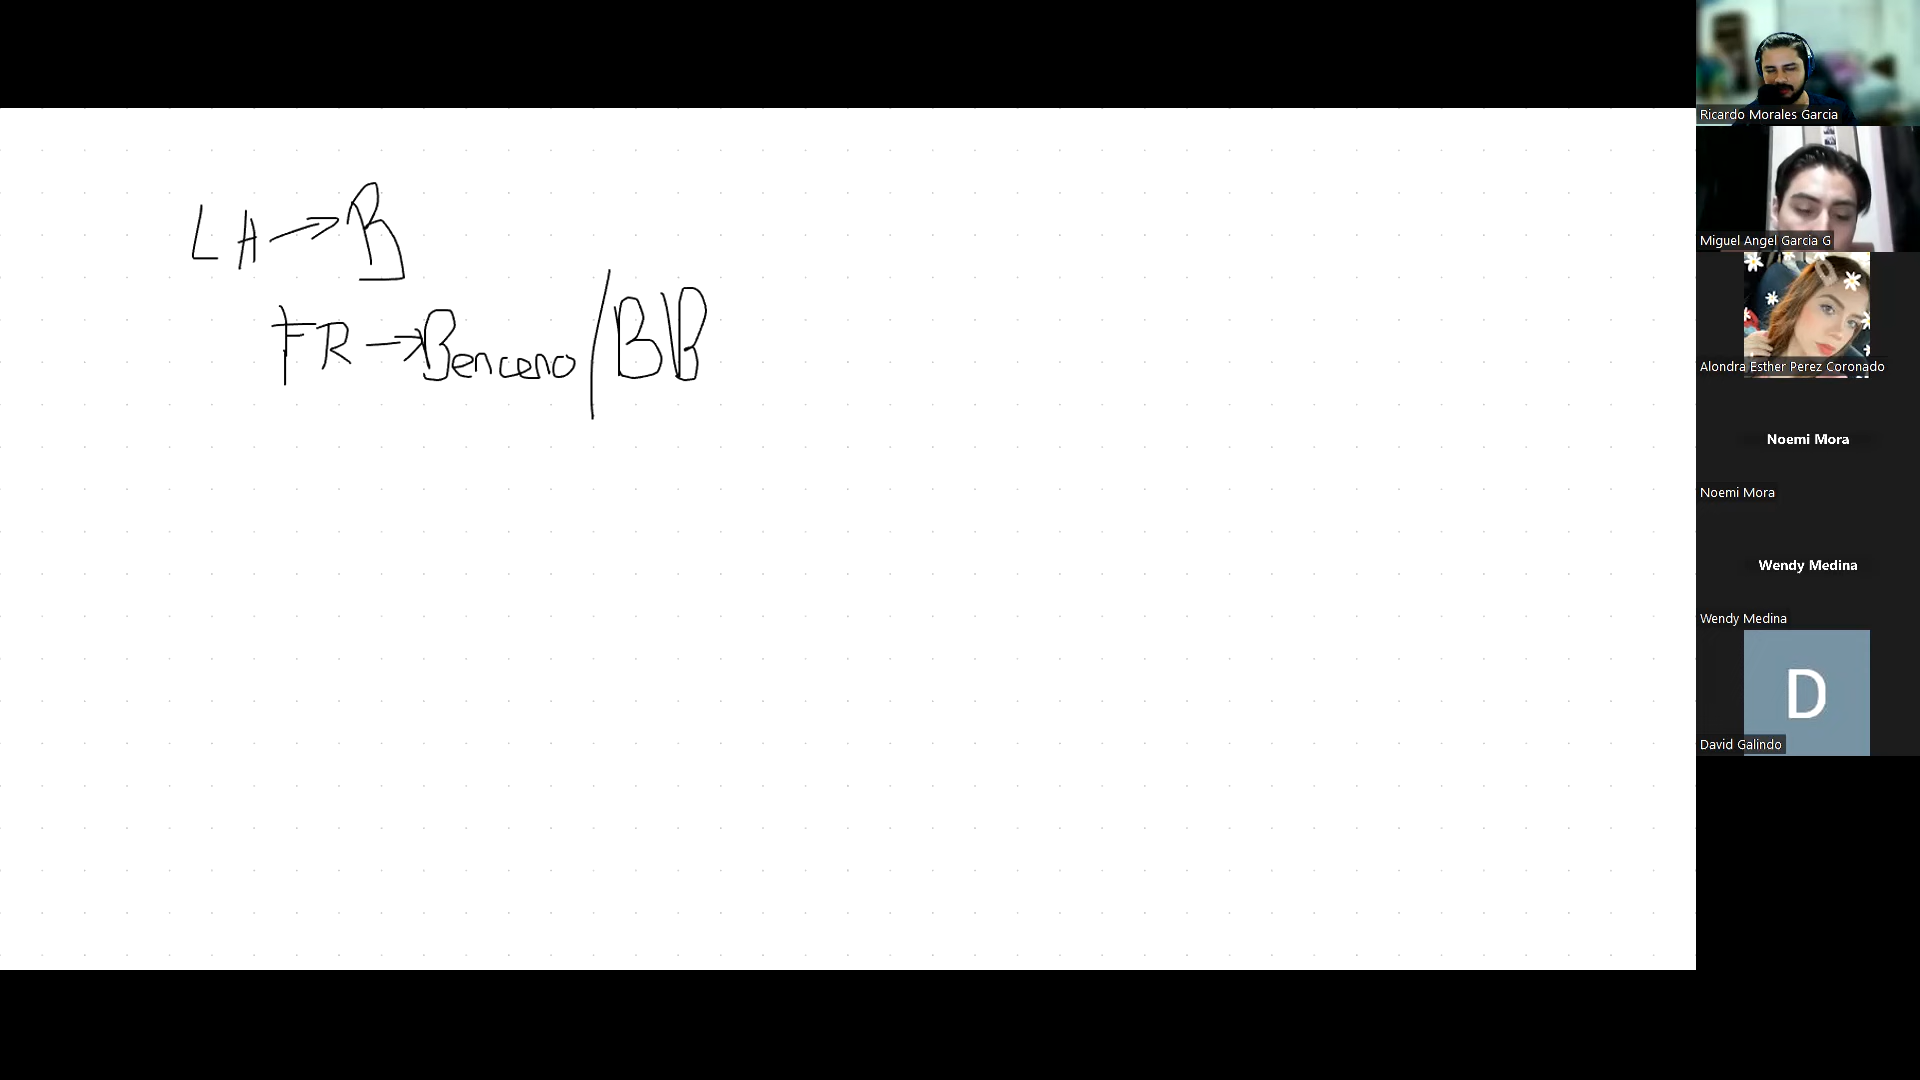 LA → B
FR → Benceno / BB
Ricardo Morales Garcia
Miguel Angel Garcia G
Alondra Esther Perez Coronado
Noemi Mora
Noemi Mora
Wendy Medina
Wendy Medina
D
David Galindo